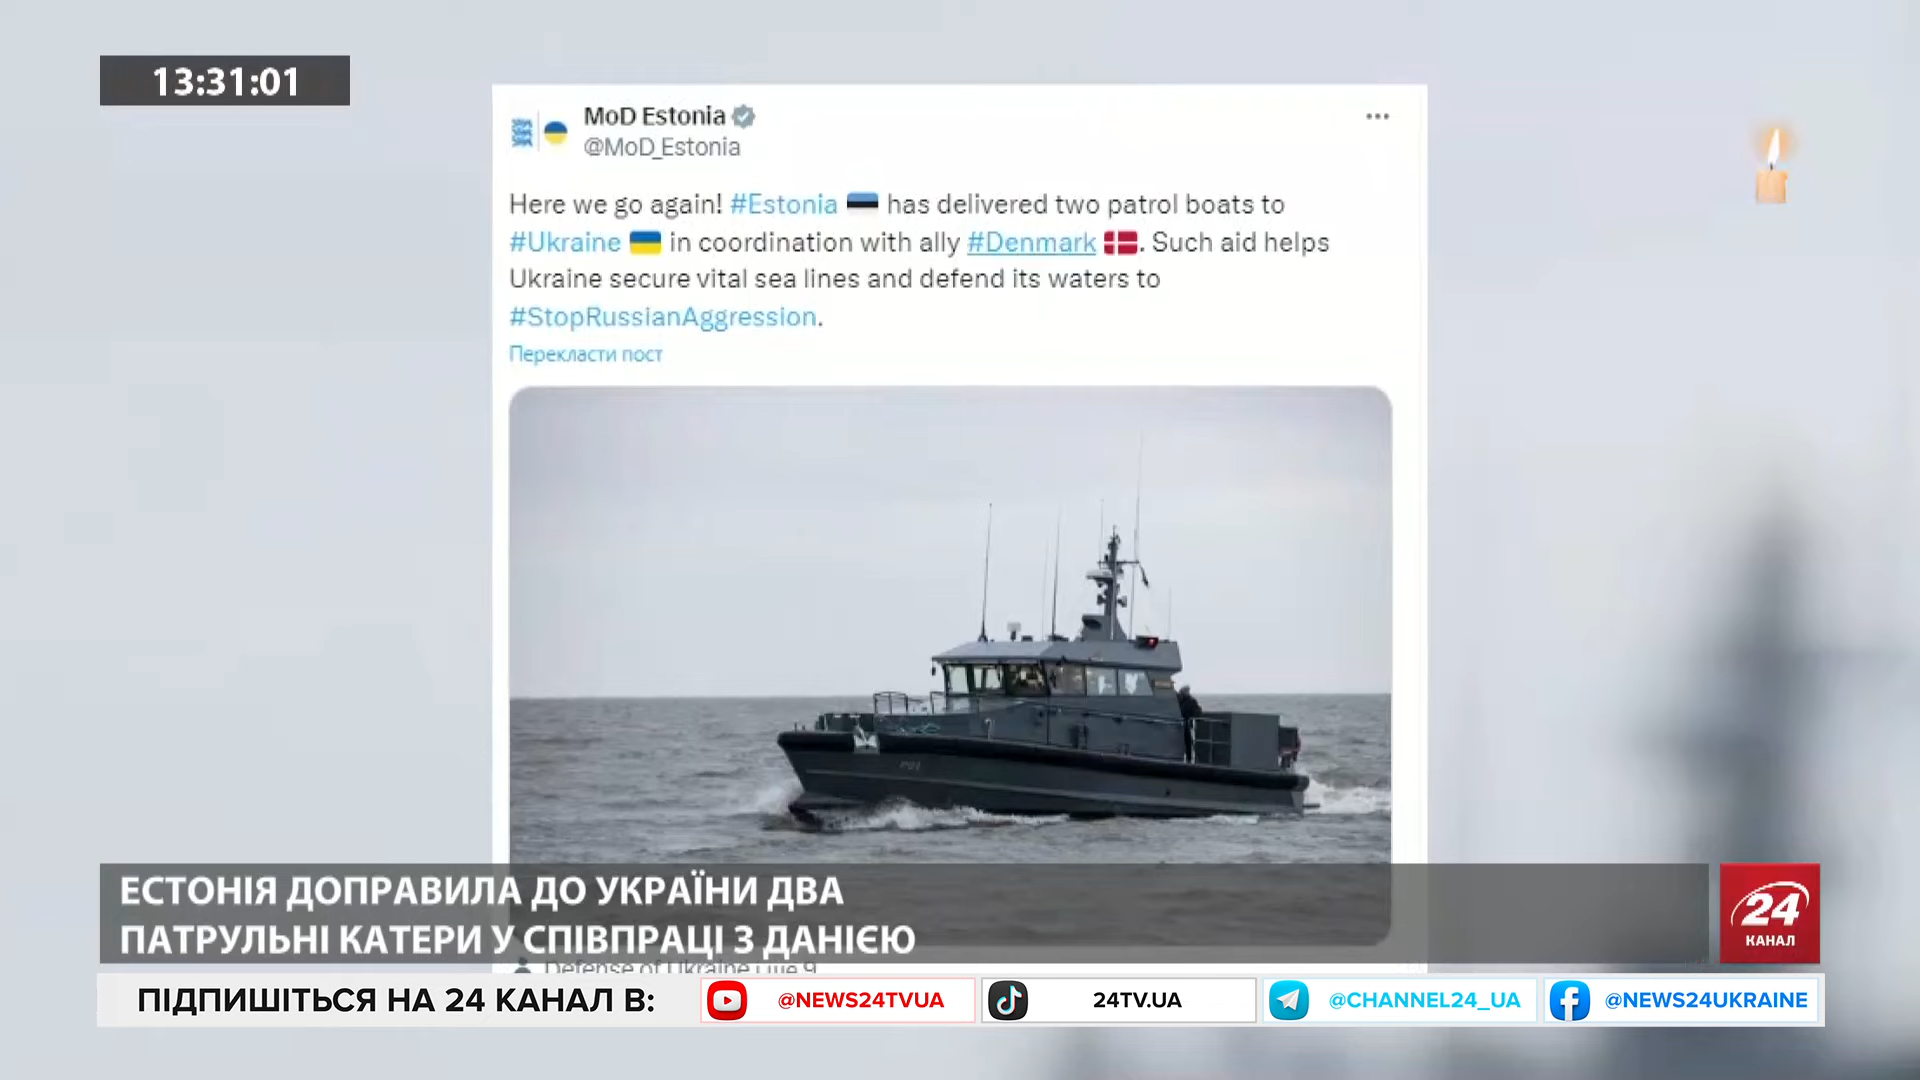 13:31:01
MoD Estonia
@MoD_Estonia
Here we go again! #Estonia has delivered two patrol boats to
#Ukraine in coordination with ally #Denmark. Such aid helps
Ukraine secure vital sea lines and defend its waters to
#StopRussianAggression.
Перекласти пост
ЕСТОНІЯ ДОПРАВИЛА ДО УКРАЇНИ ДВА
ПАТРУЛЬНІ КАТЕРИ У СПІВПРАЦІ З ДАНІЄЮ
24
КАНАЛ
Defense of Ukraine
ПІДПИШІТЬСЯ НА 24 КАНАЛ В:
@NEWS24TVUA
24TV.UA
@CHANNEL24_UA
@NEWS24UKRAINE